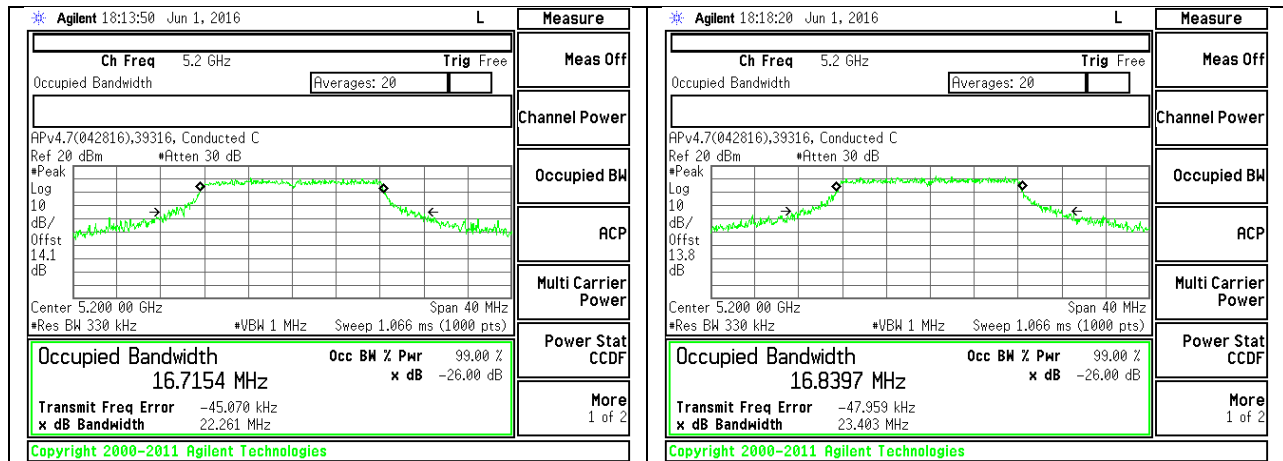 Agilent 18:13:50 Jun 1, 2016 L Measure
Ch Freq 5.2 GHz Trig Free
Occupied Bandwidth Averages: 20
APv4.7(042816),39316, Conducted C
Ref 20 dBm #Atten 30 dB
#Peak
Log
10
dB/
Offst
14.1
dB
Center 5.200 00 GHz Span 40 MHz
#Res BW 330 kHz #VBW 1 MHz Sweep 1.066 ms (1000 pts)
Occupied Bandwidth Occ BW % Pwr 99.00 %
16.7154 MHz x dB -26.00 dB
Transmit Freq Error -45.070 kHz
x dB Bandwidth 22.261 MHz
Copyright 2000-2011 Agilent Technologies
Meas Off
Channel Power
Occupied BW
ACP
Multi Carrier
Power
Power Stat
CCDF
More
1 of 2
Agilent 18:18:20 Jun 1, 2016 L Measure
Ch Freq 5.2 GHz Trig Free
Occupied Bandwidth Averages: 20
APv4.7(042816),39316, Conducted C
Ref 20 dBm #Atten 30 dB
#Peak
Log
10
dB/
Offst
13.8
dB
Center 5.200 00 GHz Span 40 MHz
#Res BW 330 kHz #VBW 1 MHz Sweep 1.066 ms (1000 pts)
Occupied Bandwidth Occ BW % Pwr 99.00 %
16.8397 MHz x dB -26.00 dB
Transmit Freq Error -47.959 kHz
x dB Bandwidth 23.403 MHz
Copyright 2000-2011 Agilent Technologies
Meas Off
Channel Power
Occupied BW
ACP
Multi Carrier
Power
Power Stat
CCDF
More
1 of 2